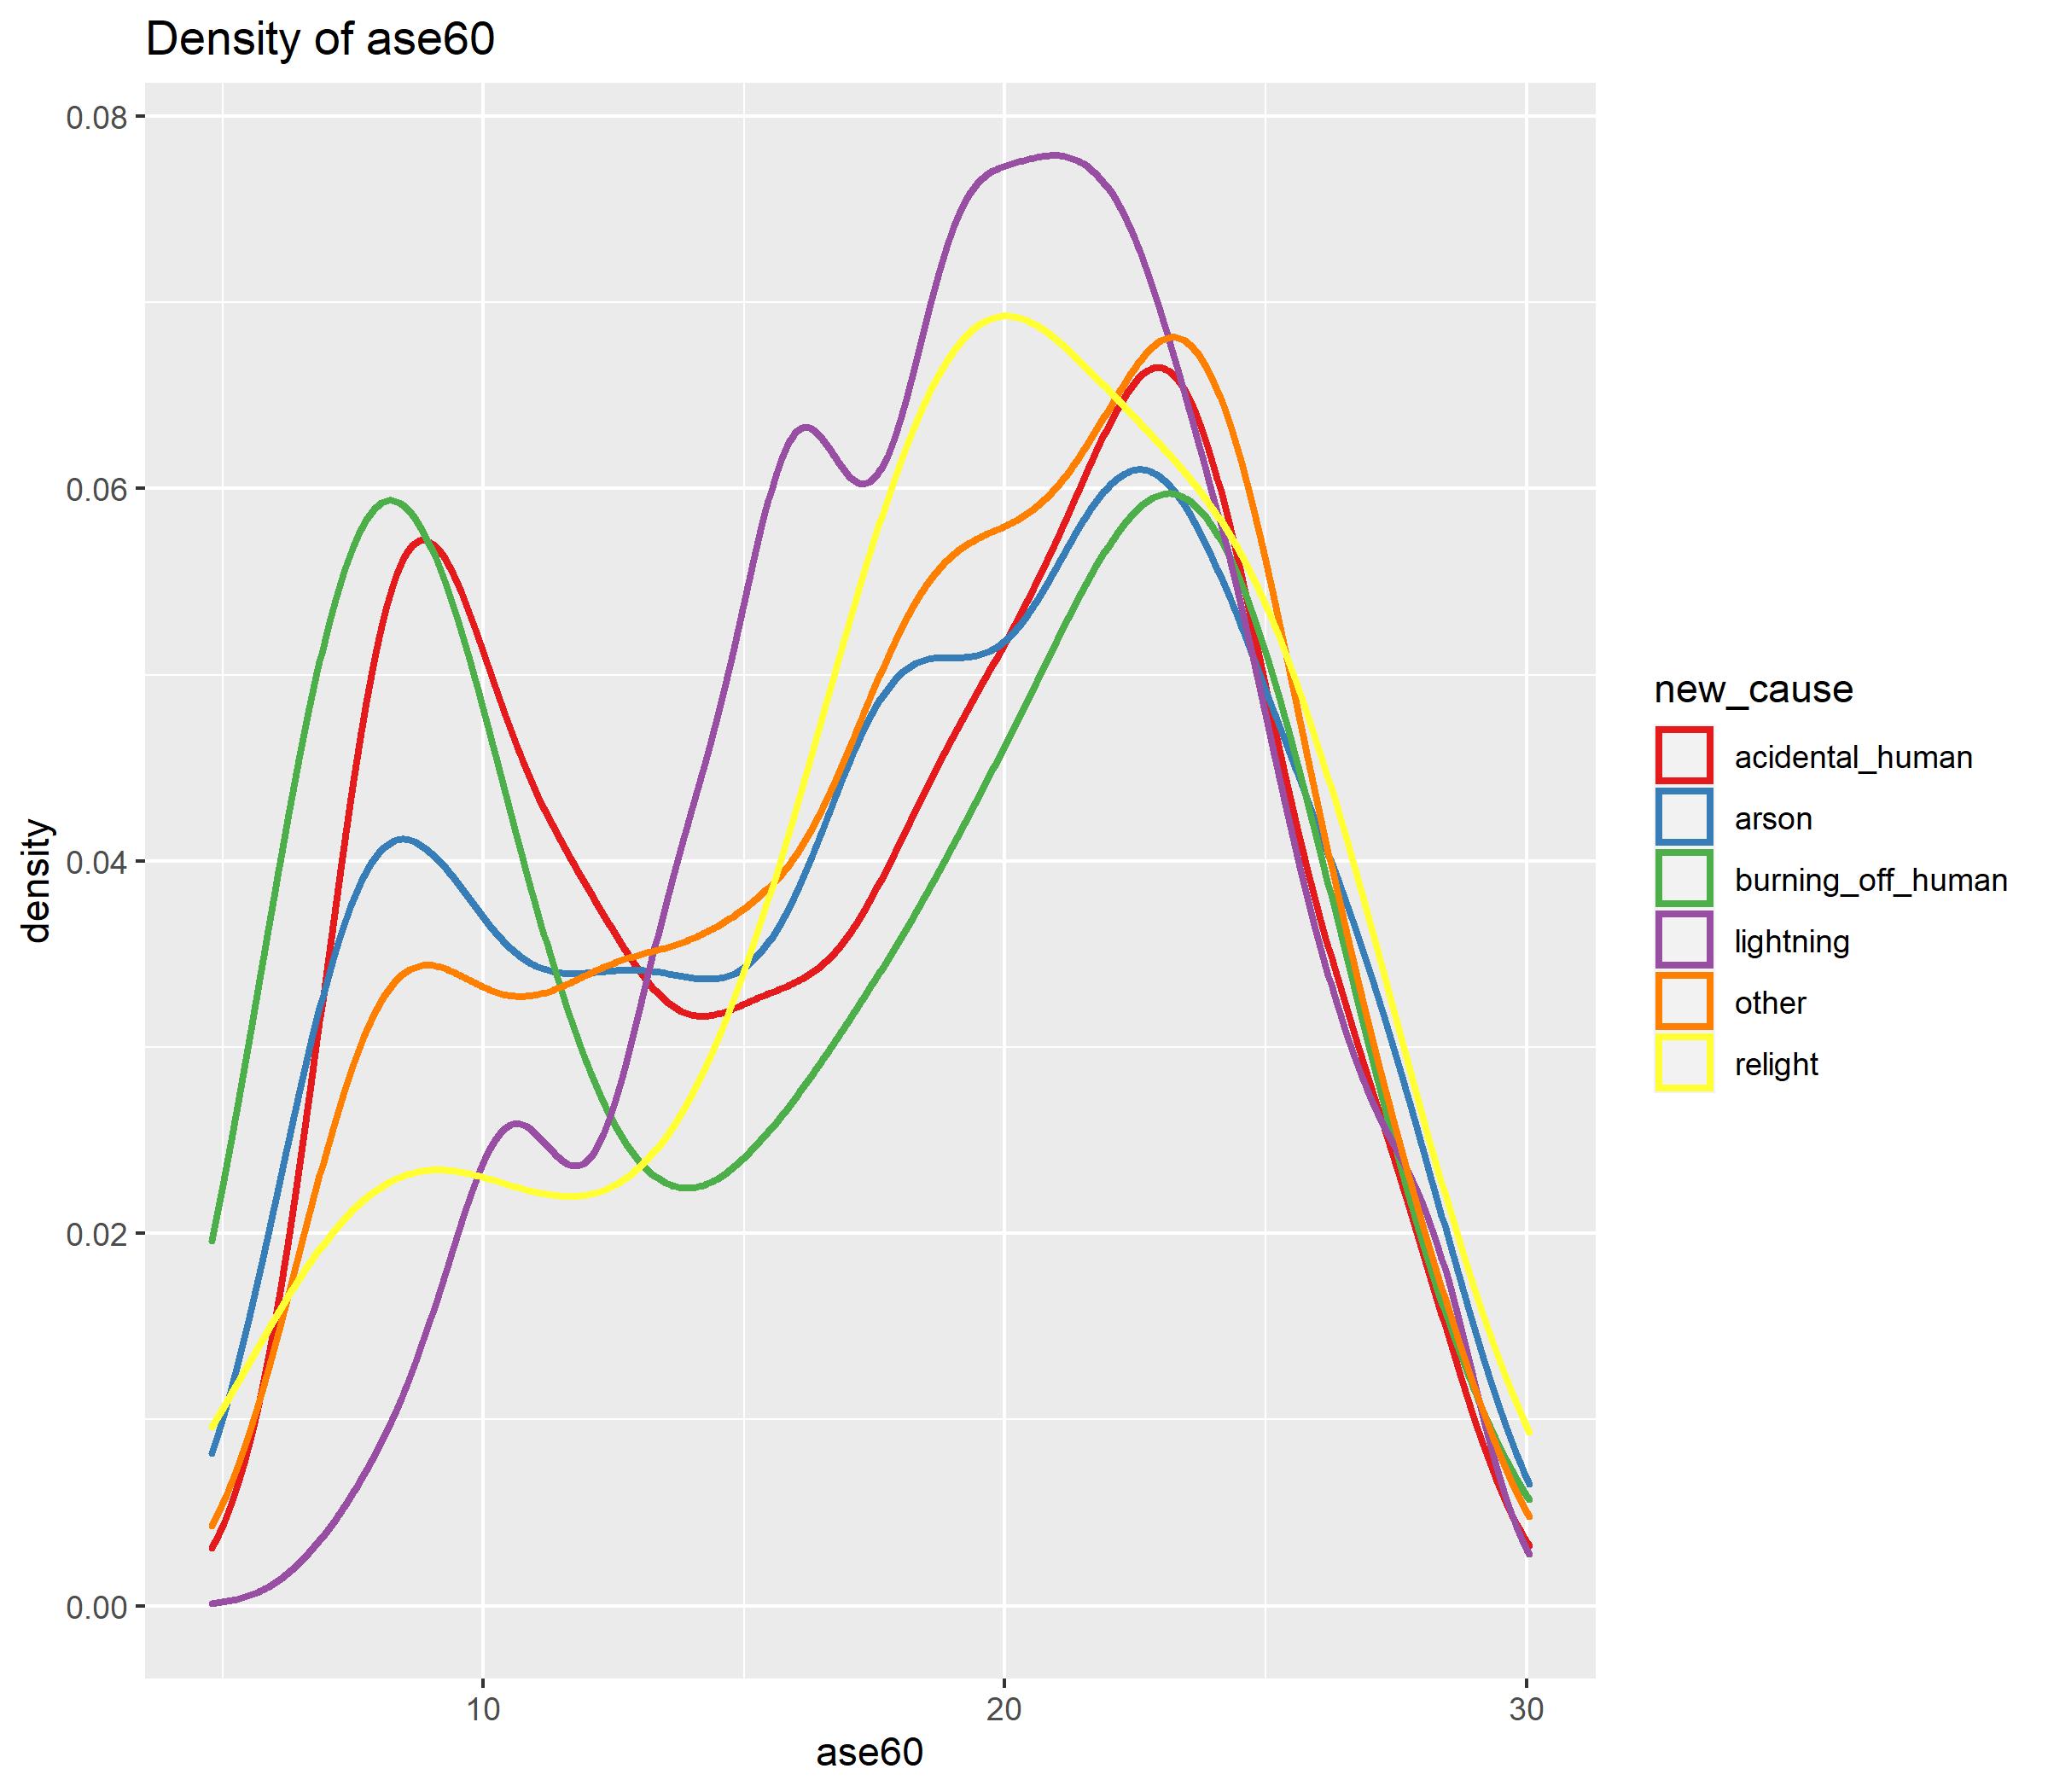 Density of ase60
0.08
0.06
0.04
0.02
0.00
density
10
20
30
ase60
new_cause
acidental_human
arson
burning_off_human
lightning
other
relight